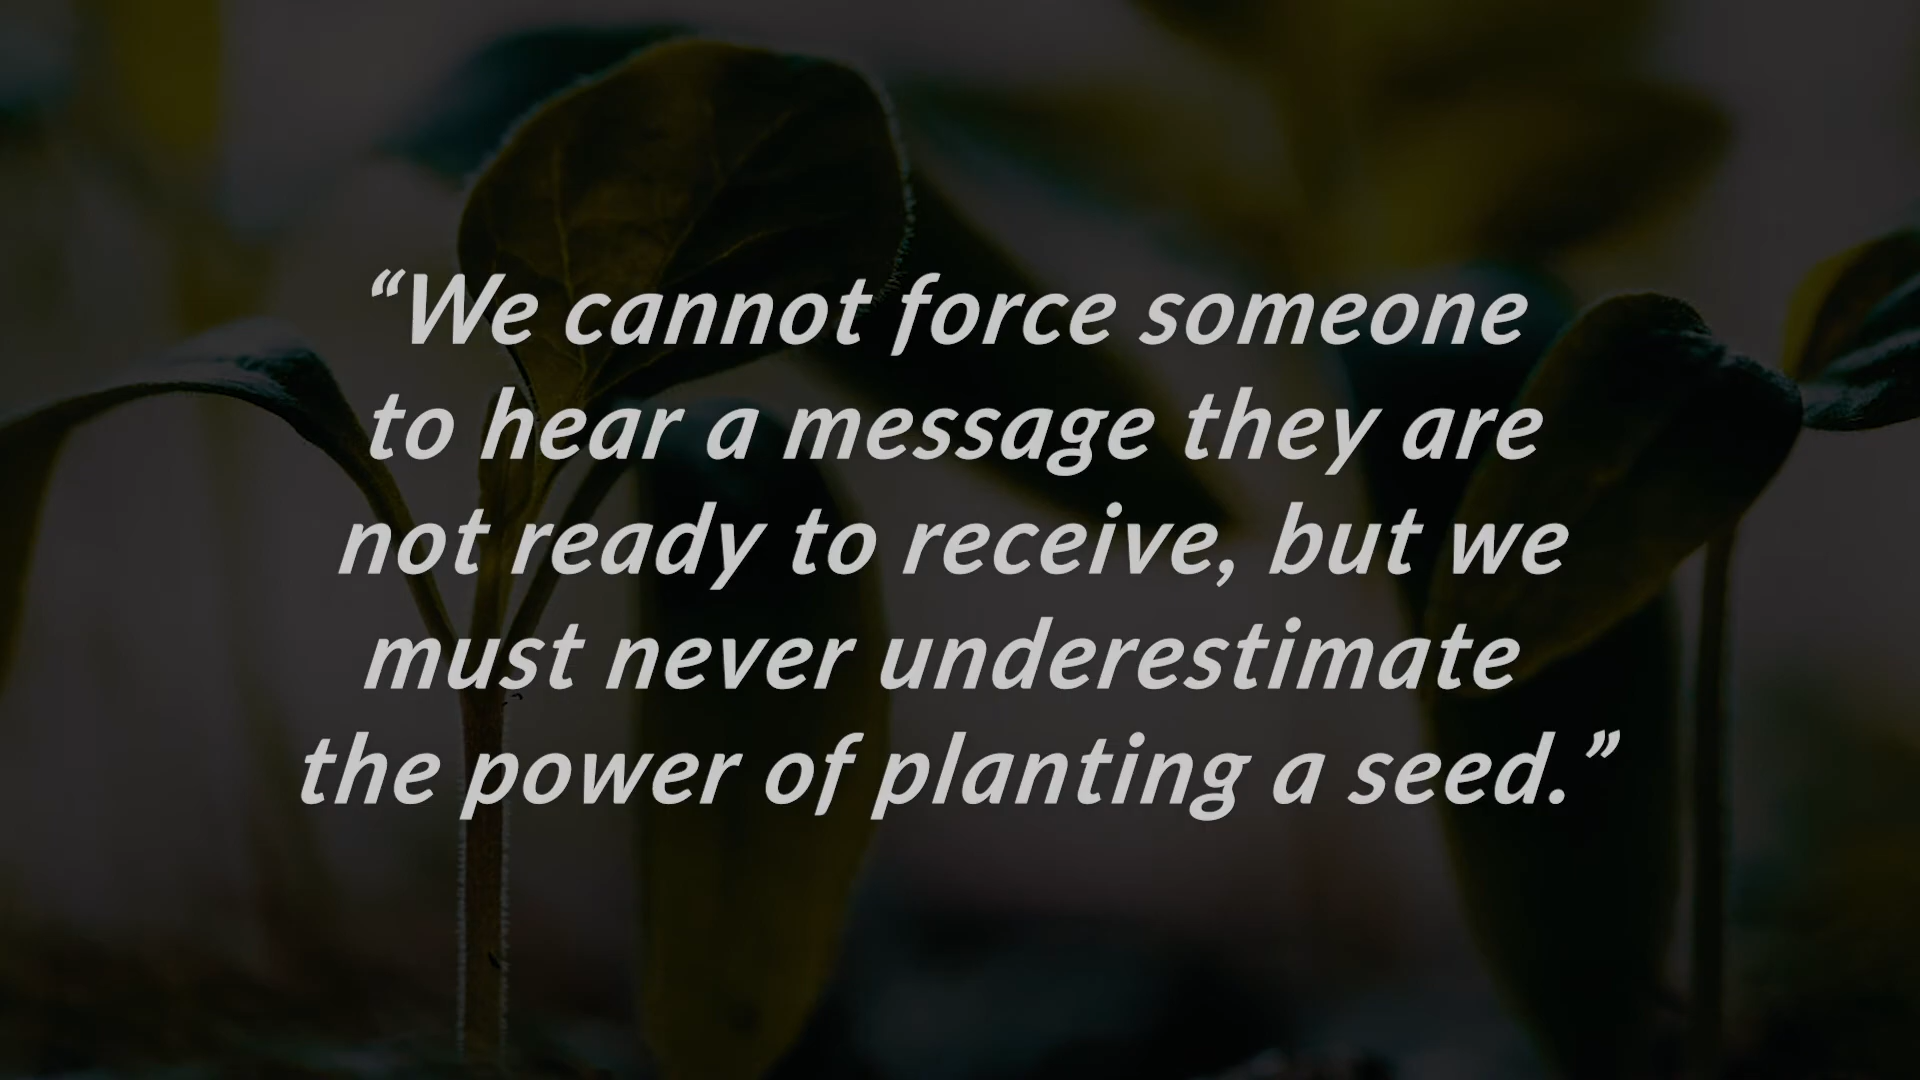 “We cannot force someone
to hear a message they are
not ready to receive, but we
must never underestimate
the power of planting a seed.”